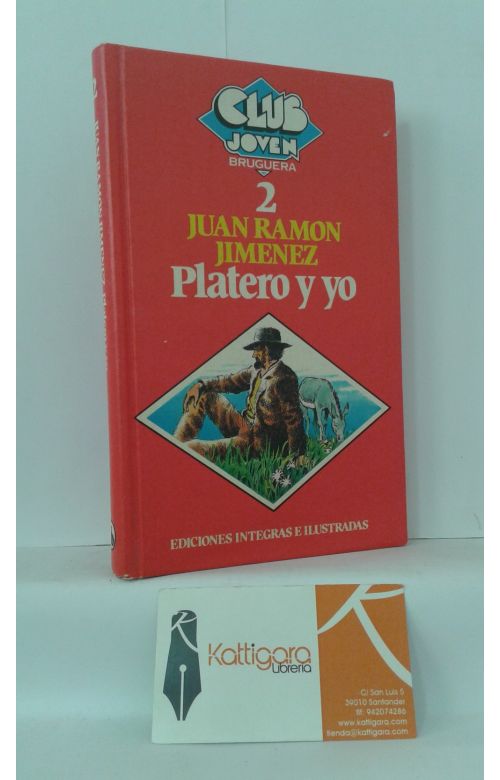 CLUB
JOVEN
BRUGUERA
2
JUAN RAMON
JIMENEZ
Platero y yo
EDICIONES INTEGRAS E ILUSTRADAS
Kattigara
Librería
C/ San Luis 5
39010 Santander
tlf: 942074286
www.kattigara.com
tienda@kattigara.com